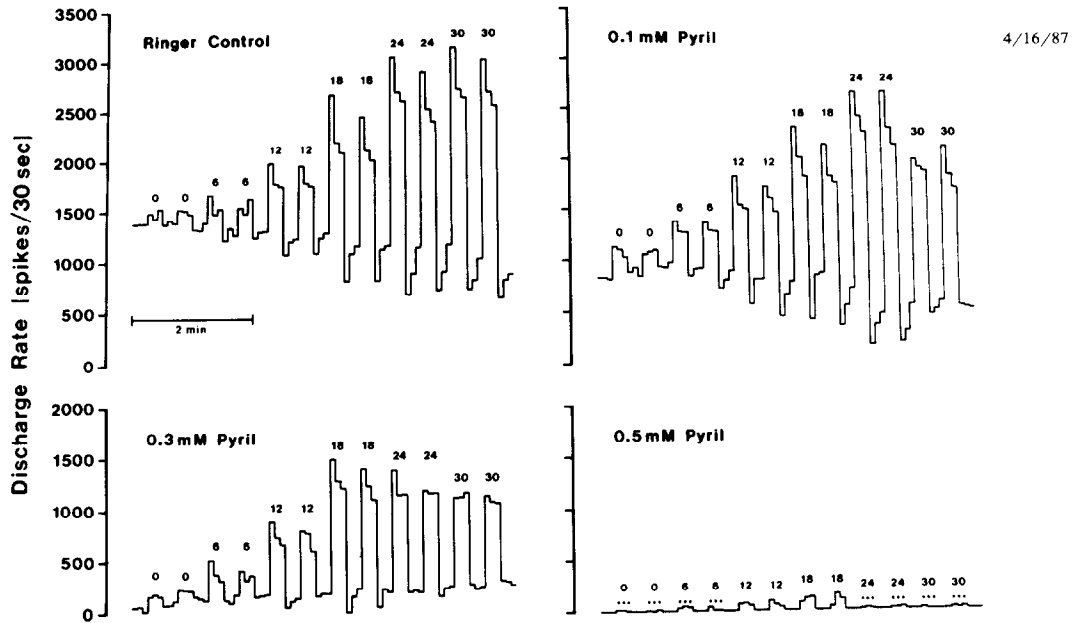 Discharge Rate [spikes/30 sec]
3500
3000
2500
2000
1500
1000
500
0
Ringer Control
0 0 6 6 12 12 18 18 24 24 30 30
2 min
0.1 mM Pyril
4/16/87
0 0 6 6 12 12 18 18 24 24 30 30
2000
1500
1000
500
0
0.3 mM Pyril
0 0 6 6 12 12 18 18 24 24 30 30
0.5 mM Pyril
0 0 6 6 12 12 18 18 24 24 30 30